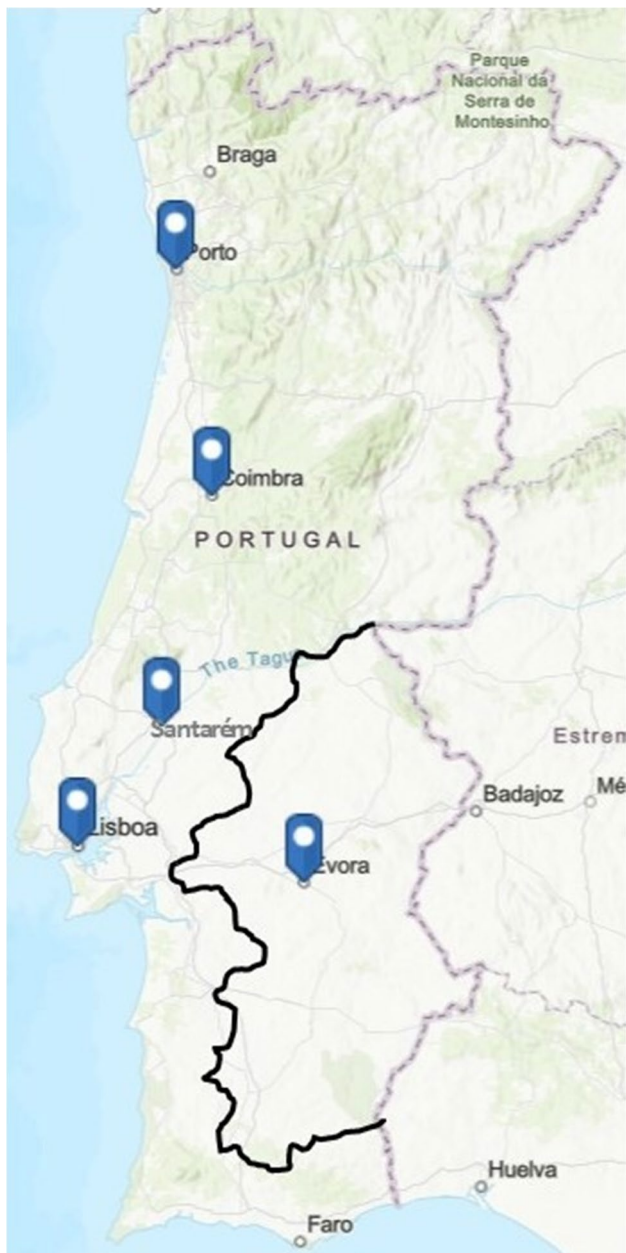 Parque
Nacional da
Serra de
Montesinho
Braga
Porto
Coimbra
PORTUGAL
The Tagus
Santarém
Estrem
Badajoz
Mé
Lisboa
Évora
Huelva
Faro